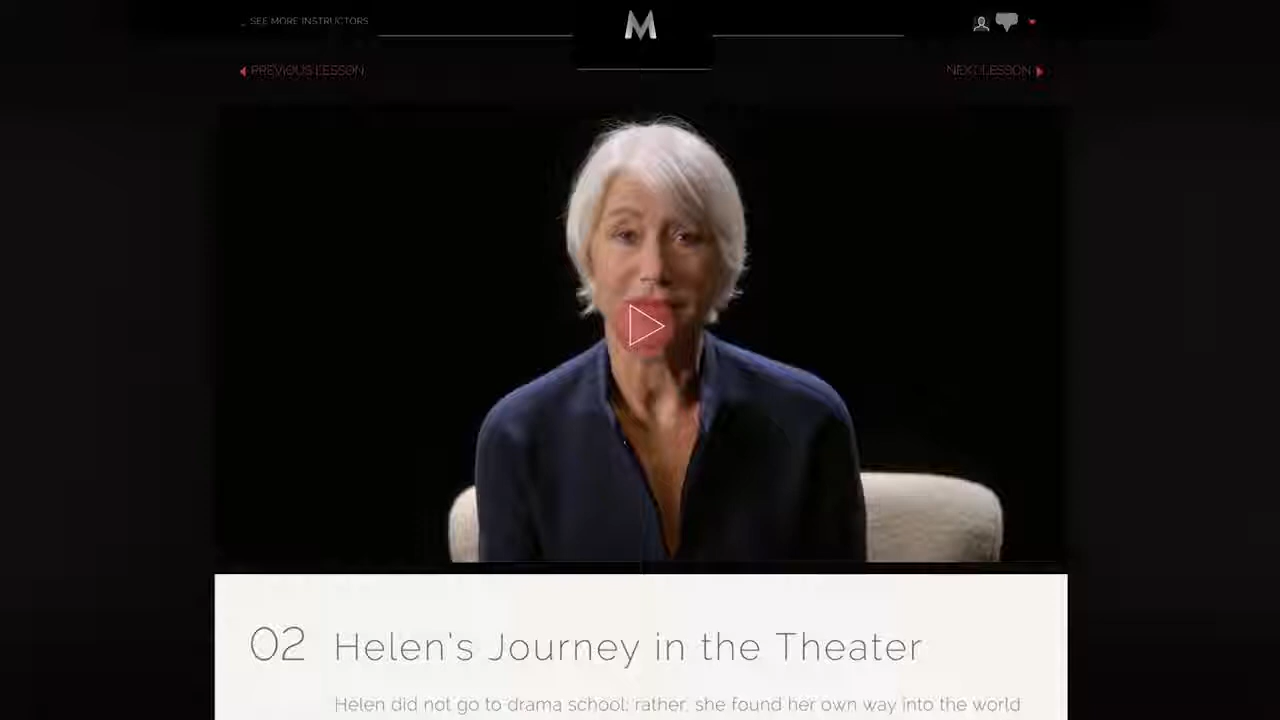 SEE MORE INSTRUCTORS
M
PREVIOUS LESSON
NEXT LESSON
02 Helen's Journey in the Theater
Helen did not go to drama school; rather, she found her own way into the world